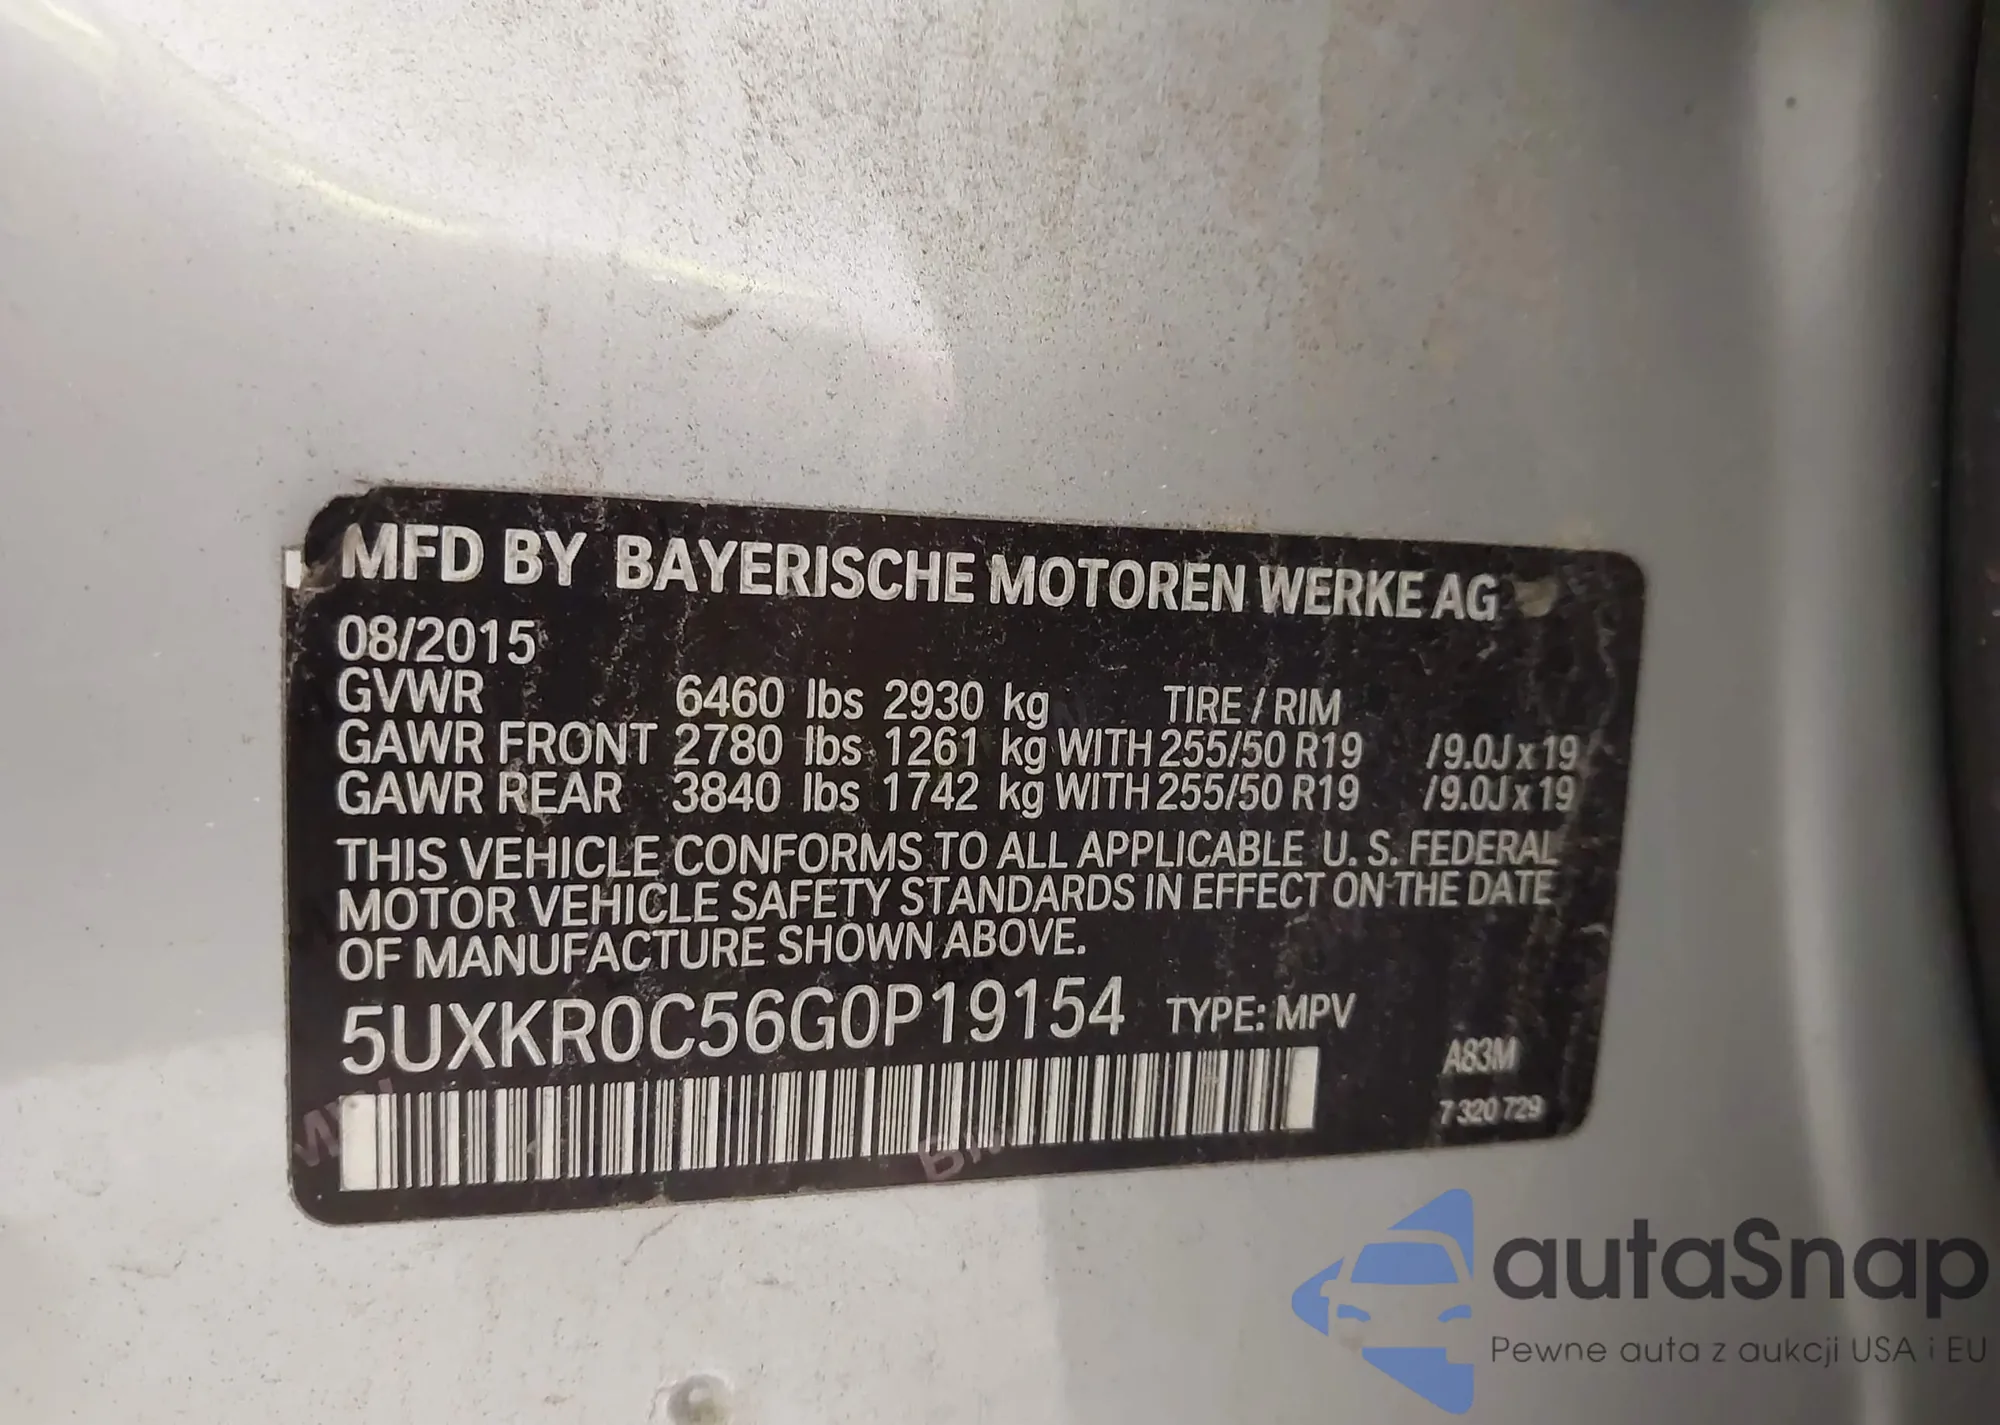 MFD BY BAYERISCHE MOTOREN WERKE AG
08/2015
GVWR 6460 lbs 2930 kg TIRE / RIM
GAWR FRONT 2780 lbs 1261 kg WITH 255/50 R19 /9.0J x 19
GAWR REAR 3840 lbs 1742 kg WITH 255/50 R19 /9.0J x 19
THIS VEHICLE CONFORMS TO ALL APPLICABLE U. S. FEDERAL
MOTOR VEHICLE SAFETY STANDARDS IN EFFECT ON THE DATE
OF MANUFACTURE SHOWN ABOVE.
5UXKR0C56G0P19154 TYPE: MPV
A83M
7 320 729
autaSnap
Pewne auta z aukcji USA i EU